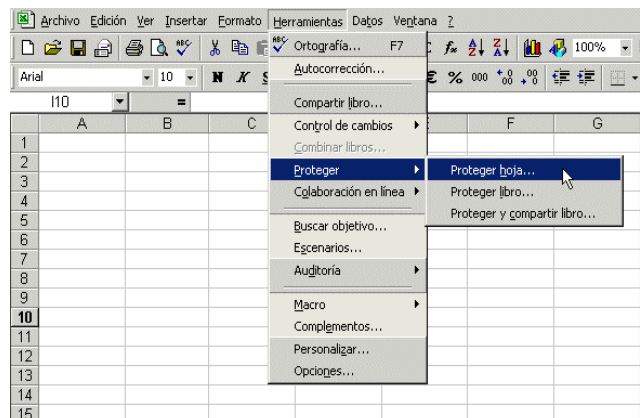 Archivo Edición Ver Insertar Formato Herramientas Datos Ventana ?
100%
Arial 10 N K S € % 000
I10 =
A B C F G
1
2
3
4
5
6
7
8
9
10
11
12
13
14
15
Ortografía... F7
Autocorrección...
Compartir libro...
Control de cambios
Combinar libros...
Proteger
Colaboración en línea
Buscar objetivo...
Escenarios...
Auditoría
Macro
Complementos...
Personalizar...
Opciones...
Proteger hoja...
Proteger libro...
Proteger y compartir libro...